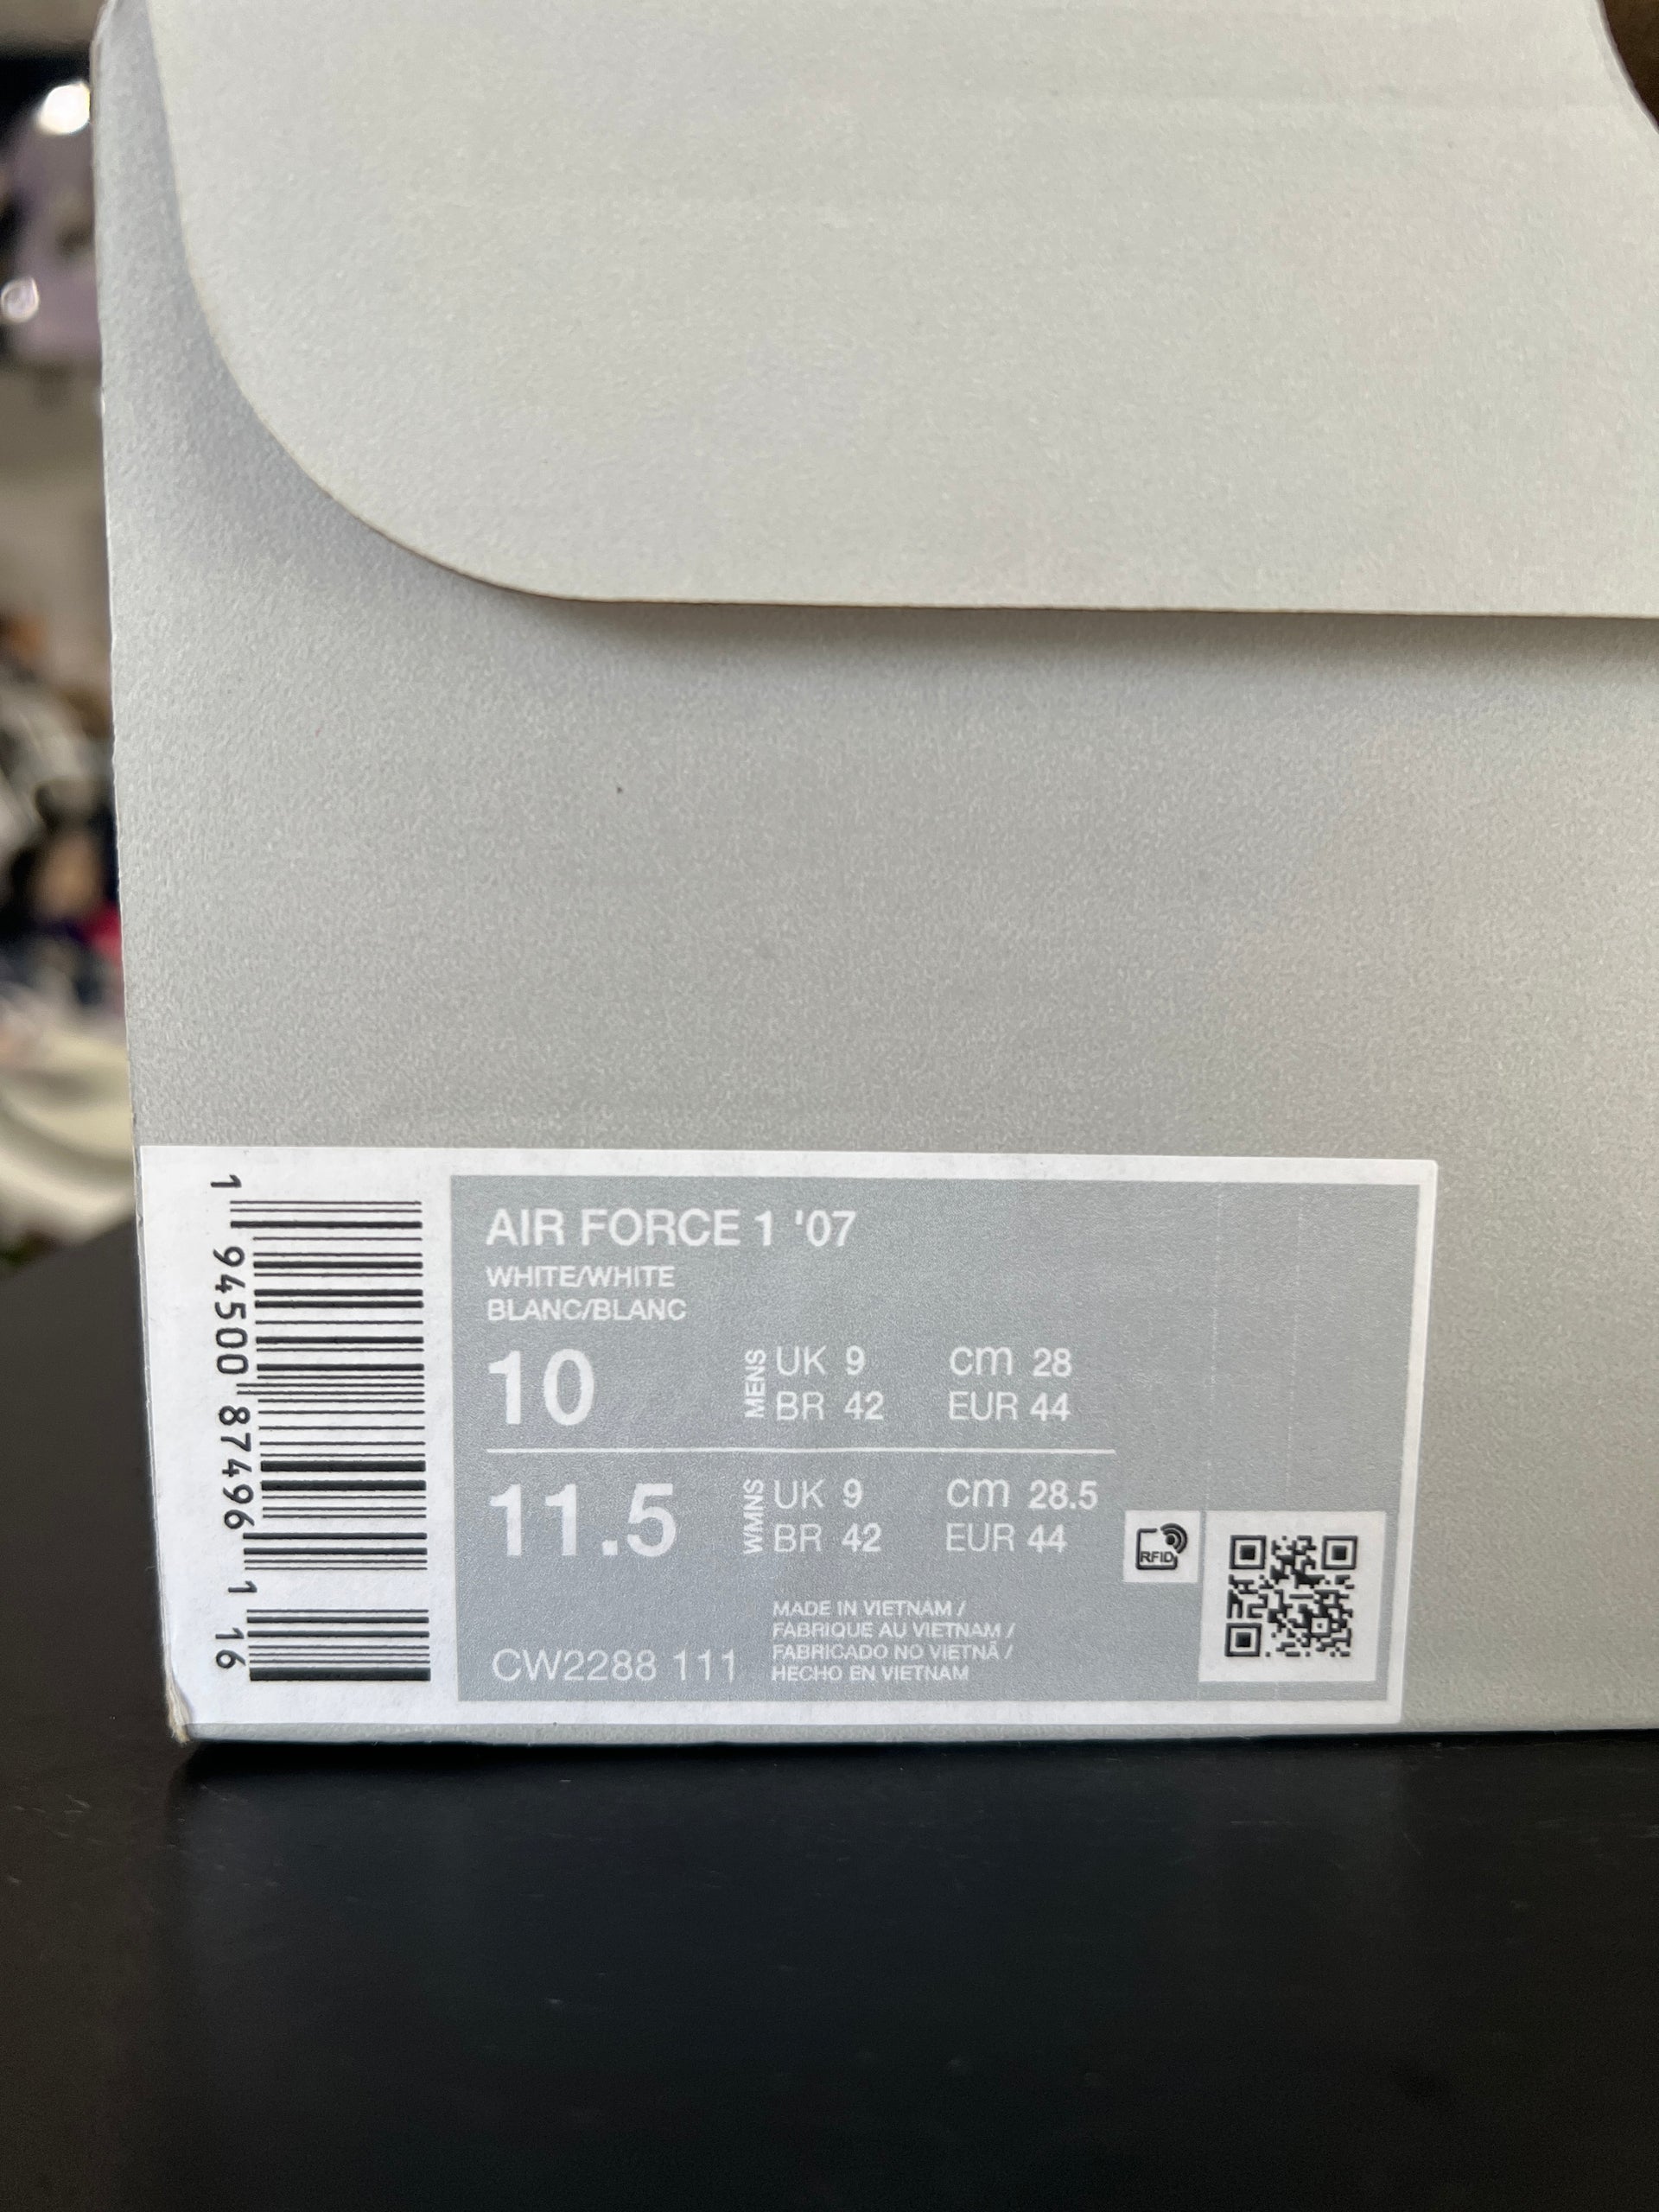 1 94500 87496 1 16
AIR FORCE 1 '07
WHITE/WHITE
BLANC/BLANC
10 MENS UK 9 cm 28
BR 42 EUR 44
11.5 WMNS UK 9 cm 28.5
BR 42 EUR 44
RFID
MADE IN VIETNAM /
FABRIQUÉ AU VIETNAM /
FABRICADO NO VIETNÃ /
HECHO EN VIETNAM
CW2288 111